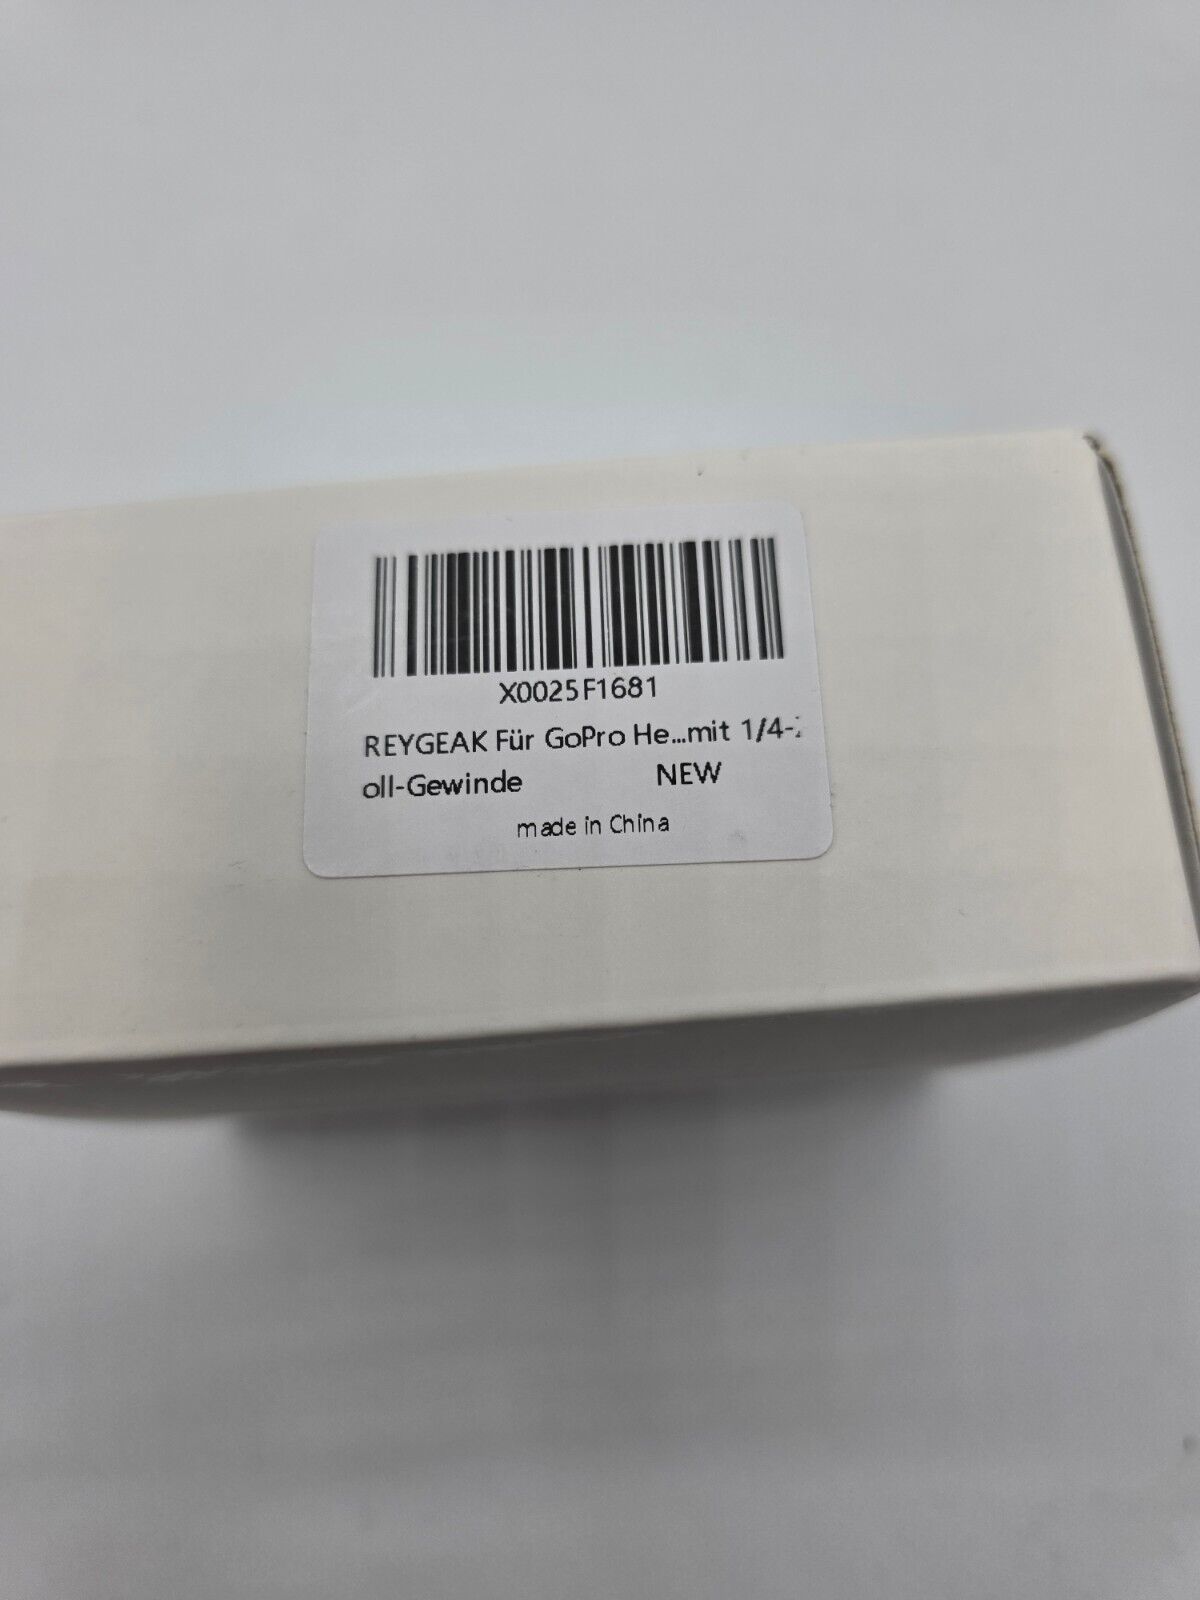 X0025F1681
REYGEAK Für GoPro He...mit 1/4-
oll-Gewinde NEW
made in China